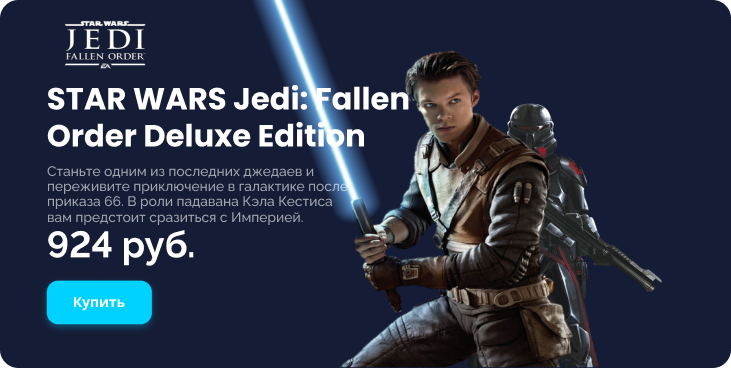 STAR WARS
JEDI
FALLEN ORDER
EA
STAR WARS Jedi: Fallen
Order Deluxe Edition
Станьте одним из последних джедаев и
переживите приключение в галактике после
приказа 66. В роли падавана Кэла Кестиса
вам предстоит сразиться с Империей.
924 руб.
Купить